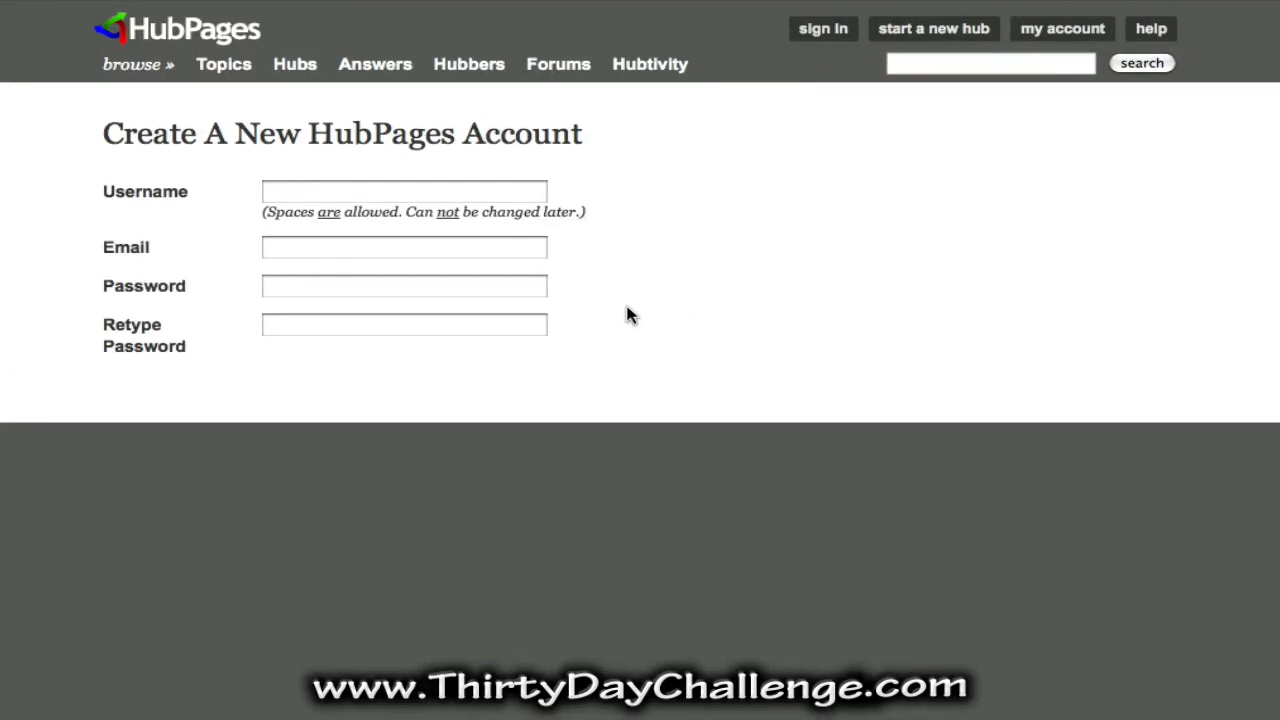 HubPages
sign in start a new hub my account help
browse » Topics Hubs Answers Hubbers Forums Hubtivity search
Create A New HubPages Account
Username
(Spaces are allowed. Can not be changed later.)
Email
Password
Retype
Password
www.ThirtyDayChallenge.com